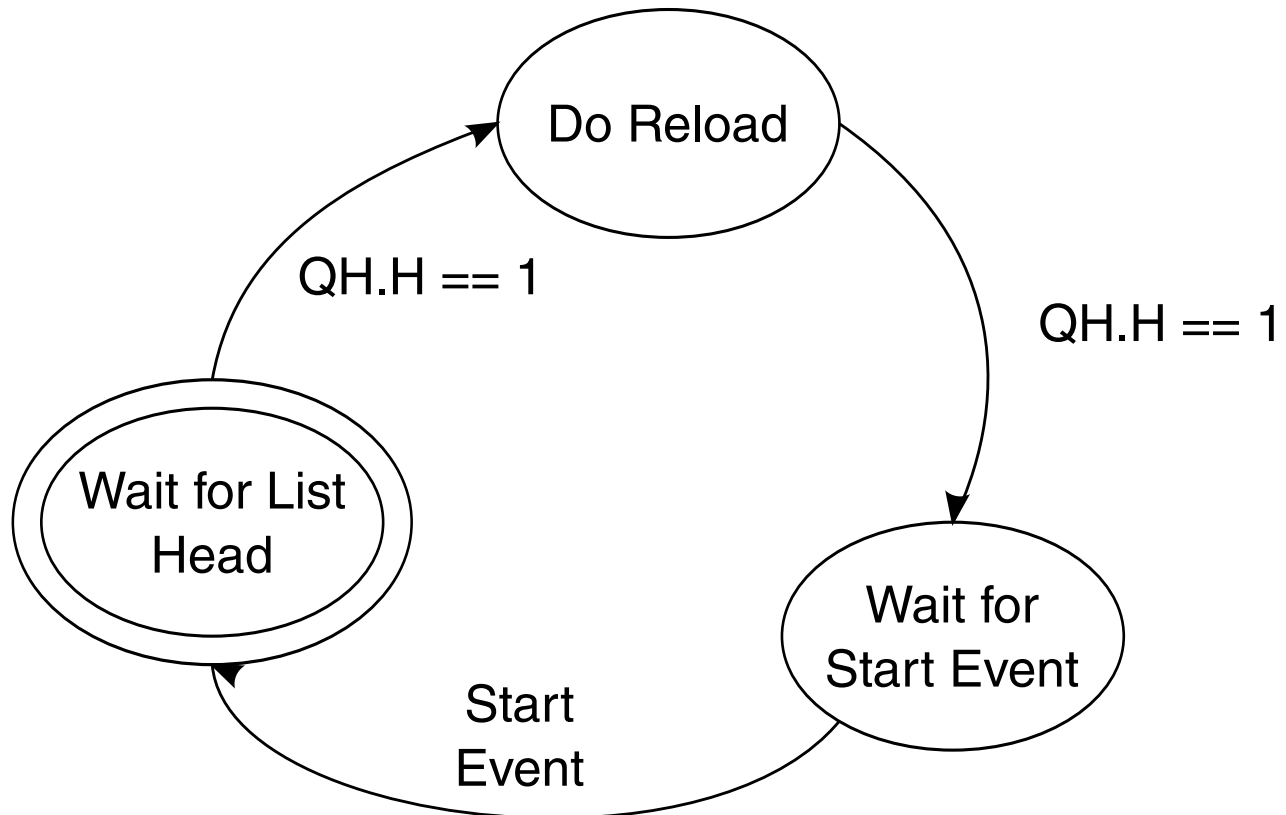 Do Reload
QH.H == 1
QH.H == 1
Wait for List
Head
Wait for
Start Event
Start
Event